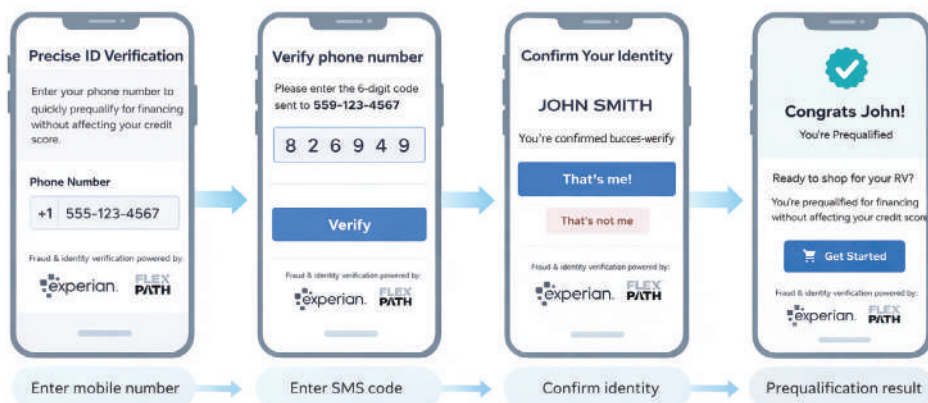 Precise ID Verification
Enter your phone number to
quickly prequalify for financing
without affecting your credit
score.
Phone Number
+1 555-123-4567
Fraud & identity verification powered by:
experian.
FLEX
PATH
Enter mobile number
Verify phone number
Please enter the 6-digit code
sent to 559-123-4567
8 2 6 9 4 9
Verify
Fraud & identity verification powered by:
experian.
FLEX
PATH
Enter SMS code
Confirm Your Identity
JOHN SMITH
You're confirmed bucces-werify
That's me!
That's not me
Fraud & identity verification powered by:
experian.
FLEX
PATH
Confirm identity
Congrats John!
You're Prequalified
Ready to shop for your RV?
You're prequalified for financing
without affecting your credit score
Get Started
Fraud & identity verification powered by:
experian.
FLEX
PATH
Prequalification result